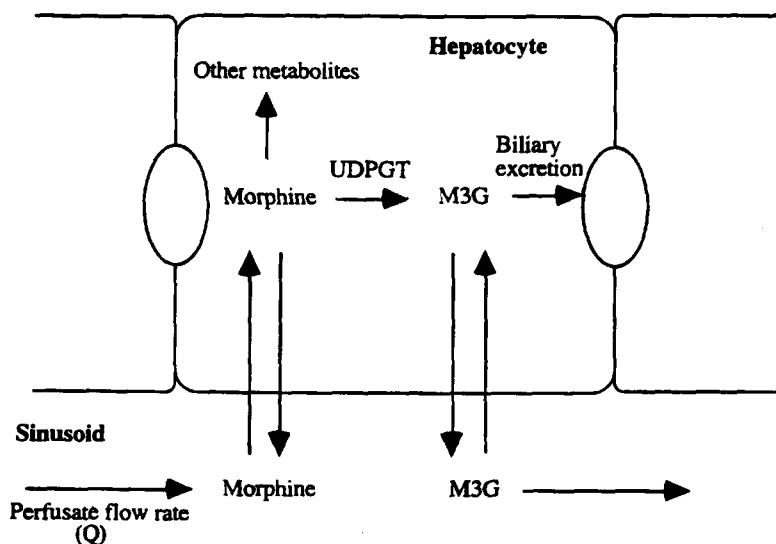 Hepatocyte
Other metabolites
Biliary
excretion
UDPGT
Morphine
M3G
Sinusoid
Morphine
M3G
Perfusate flow rate
(Q)